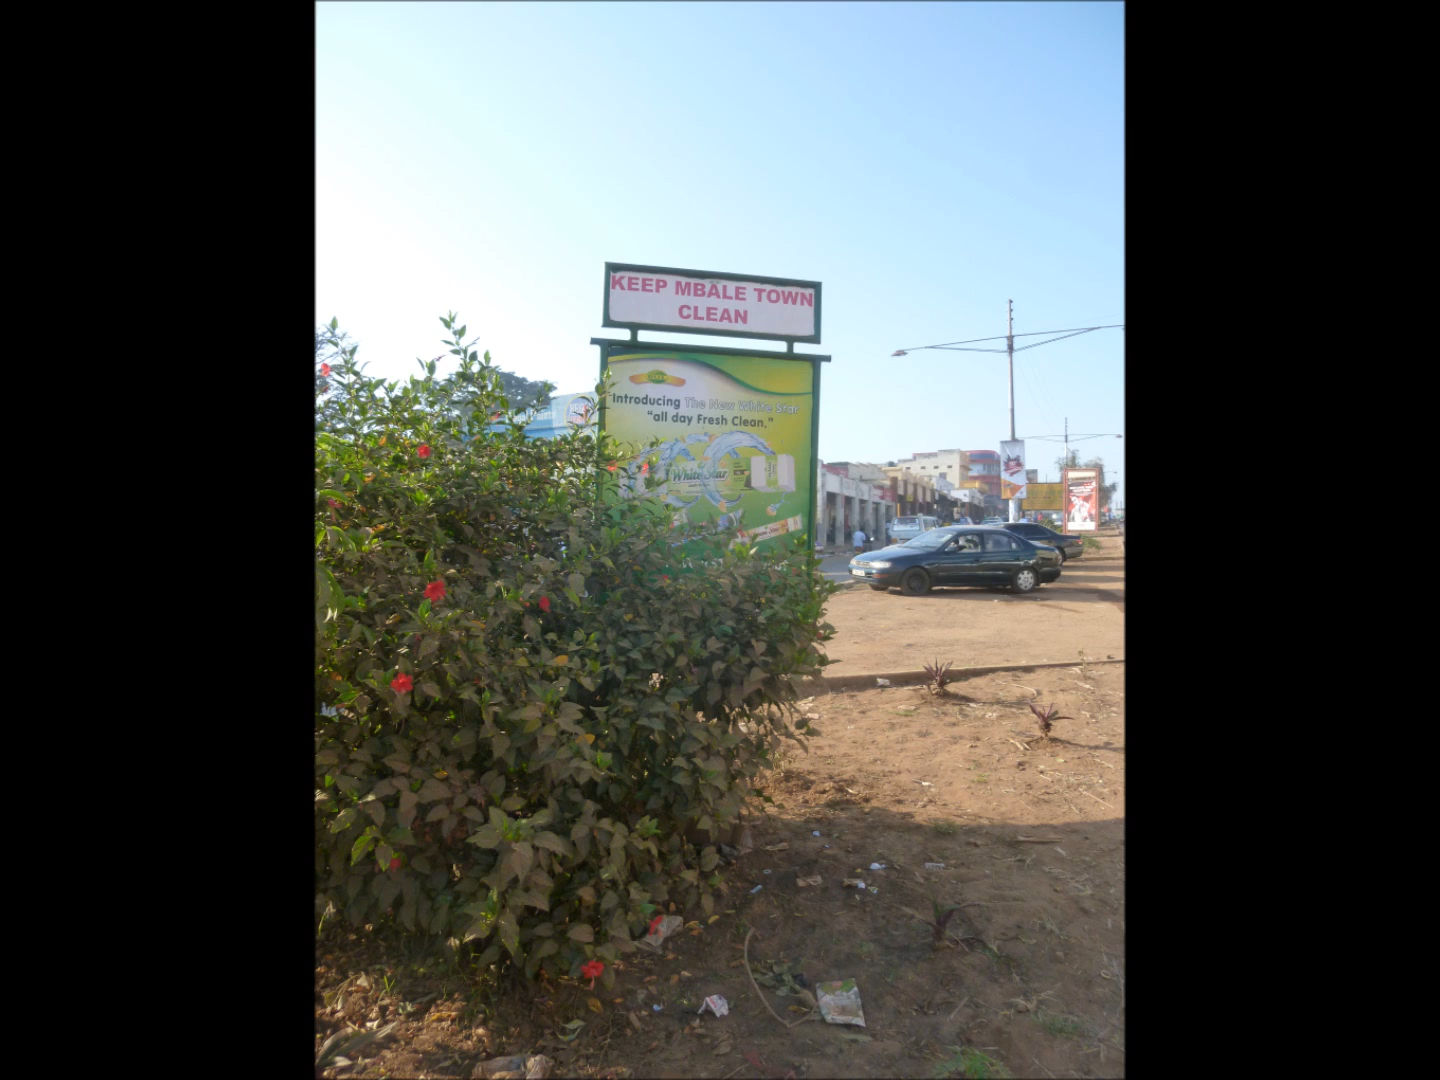 KEEP MBALE TOWN
CLEAN
Introducing The New White Star
"all day Fresh Clean,"
White Star